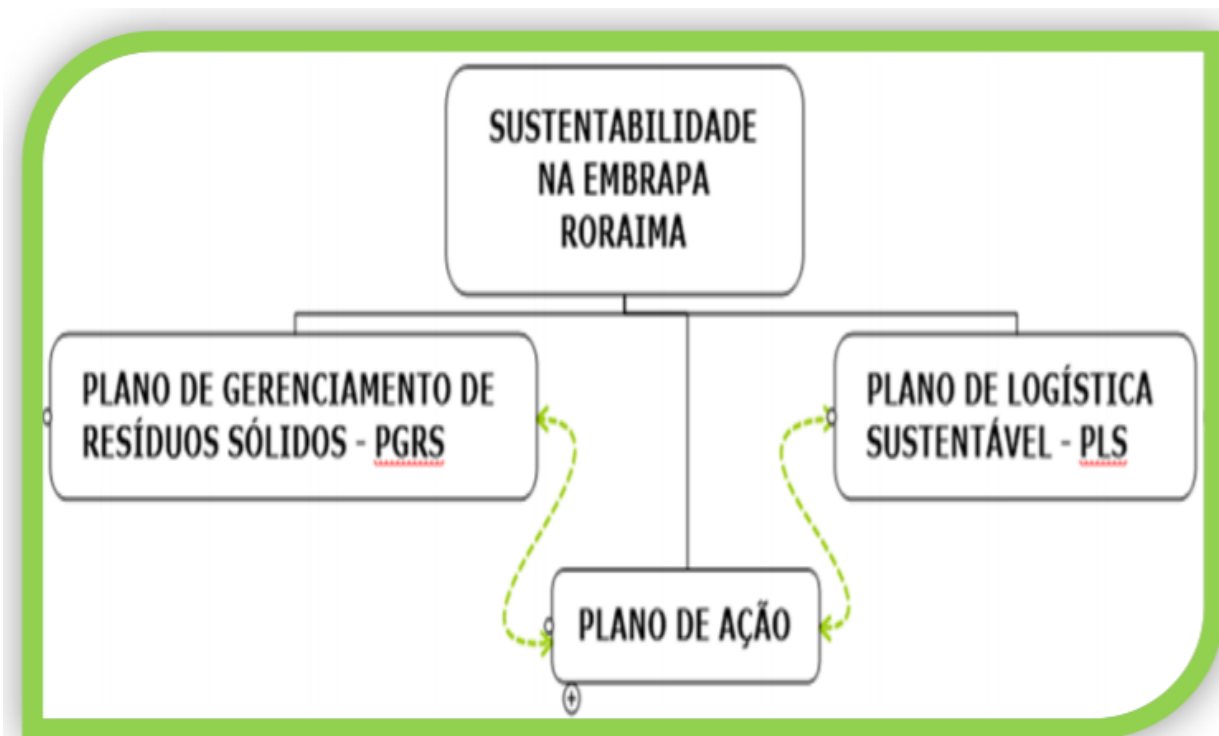 SUSTENTABILIDADE
NA EMBRAPA
RORAIMA
PLANO DE GERENCIAMENTO DE
RESÍDUOS SÓLIDOS - PGRS
PLANO DE LOGÍSTICA
SUSTENTÁVEL - PLS
PLANO DE AÇÃO